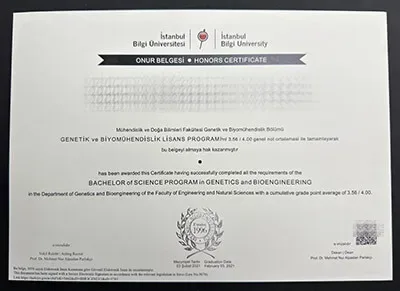 İstanbul
Bilgi Üniversitesi
İstanbul
Bilgi University
ONUR BELGESİ • HONORS CERTIFICATE
Mühendislik ve Doğa Bilimleri Fakültesi Genetik ve Biyomühendislik Bölümü
GENETİK ve BİYOMÜHENDİSLİK LİSANS PROGRAMI'nı 3.56 / 4.00 genel not ortalaması ile tamamlayarak
bu belgeyi almaya hak kazanmıştır
has been awarded this Certificate having successfully completed all the requirements of the
BACHELOR OF SCIENCE PROGRAM in GENETICS and BIOENGINEERING
in the Department of Genetics and Bioengineering of the Faculty of Engineering and Natural Sciences with a cumulative grade point average of 3.56 / 4.00.
1996
Mezuniyet Tarihi
Graduation Date